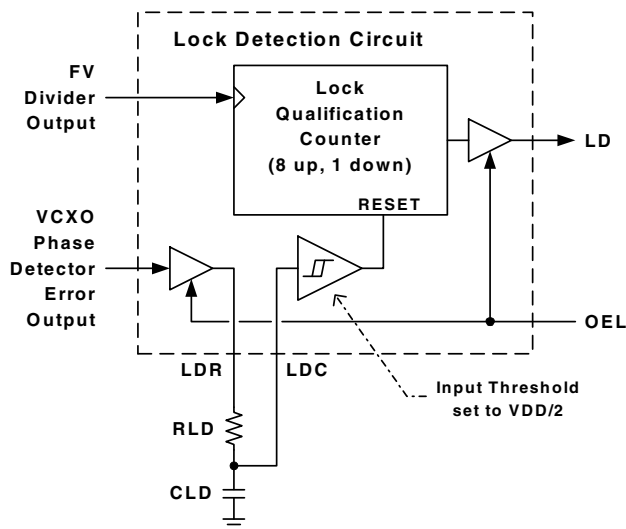 Lock Detection Circuit
FV
Divider
Output
Lock
Qualification
Counter
(8 up, 1 down)
RESET
LD
VCXO
Phase
Detector
Error
Output
OEL
LDR
LDC
Input Threshold
set to VDD/2
RLD
CLD